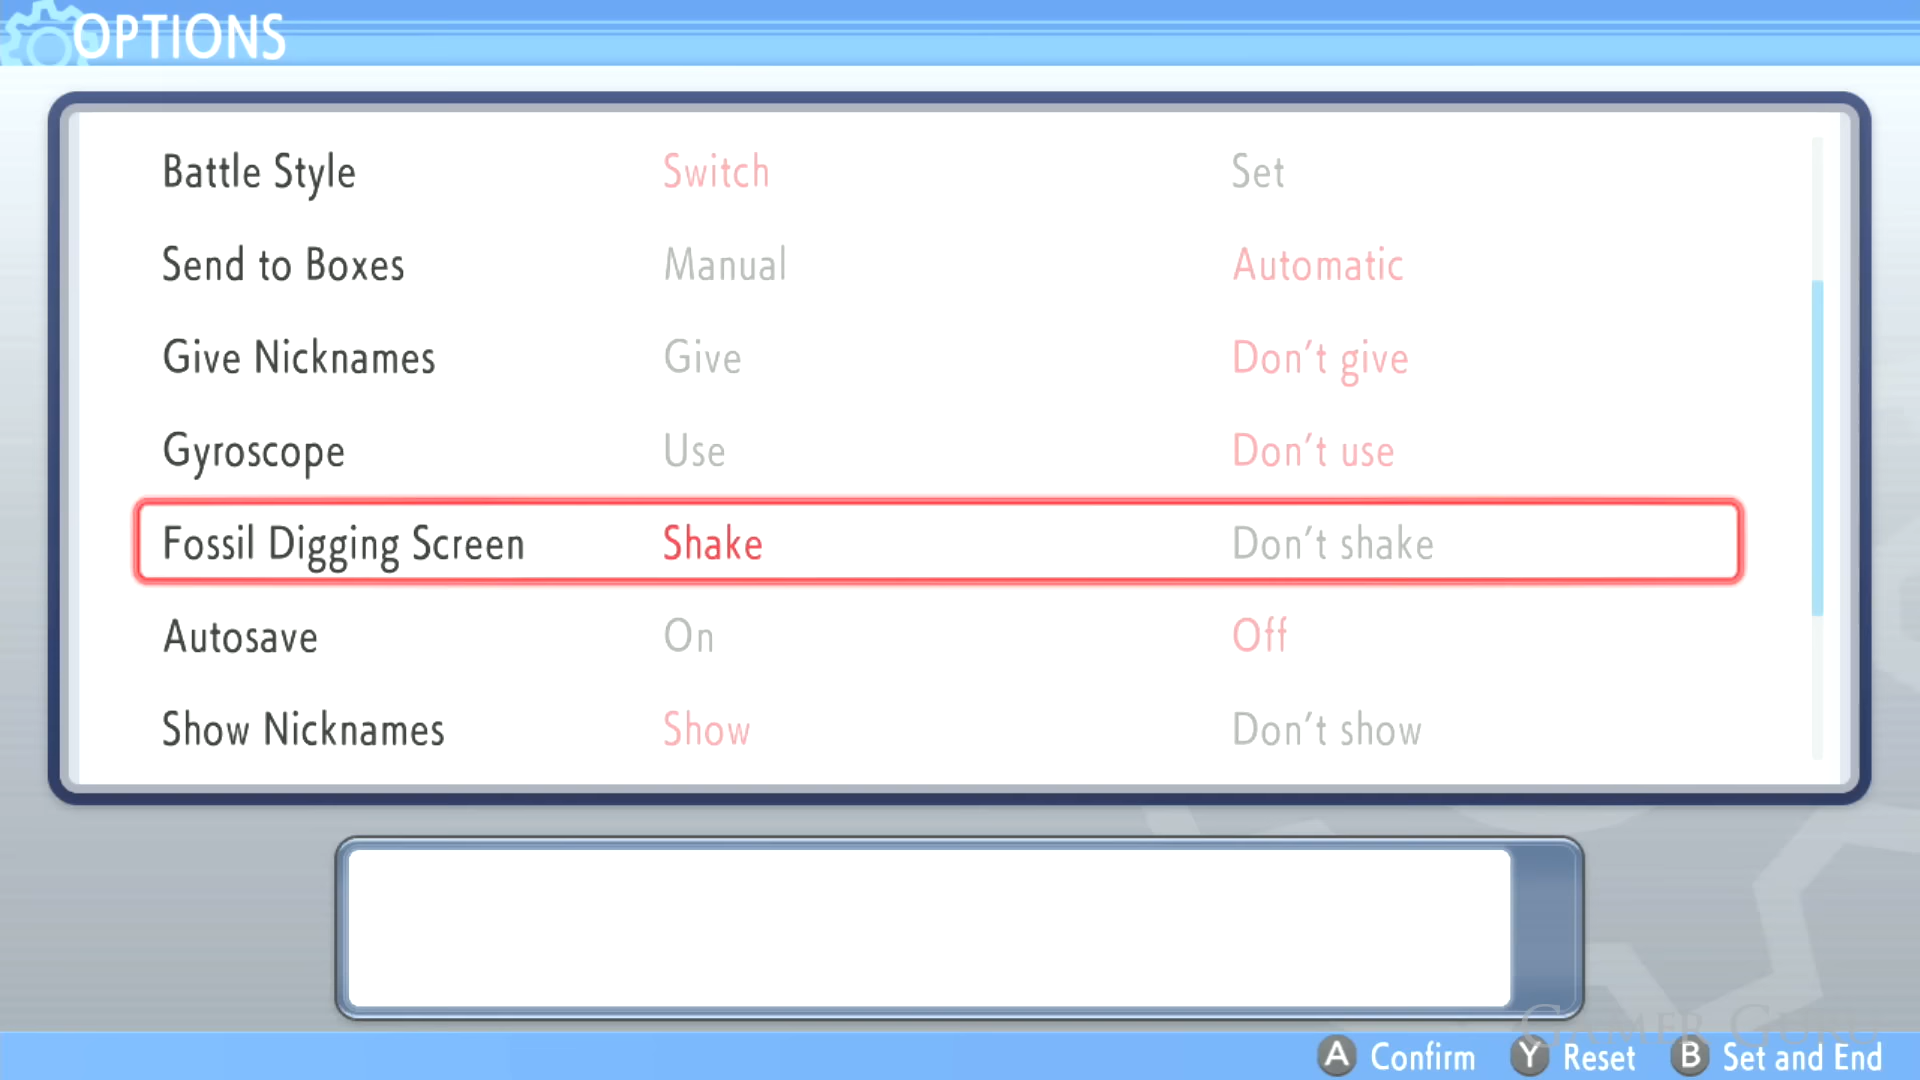 OPTIONS
Battle Style Switch Set
Send to Boxes Manual Automatic
Give Nicknames Give Don't give
Gyroscope Use Don't use
Fossil Digging Screen Shake Don't shake
Autosave On Off
Show Nicknames Show Don't show
GAMER GURU
A Confirm Y Reset B Set and End